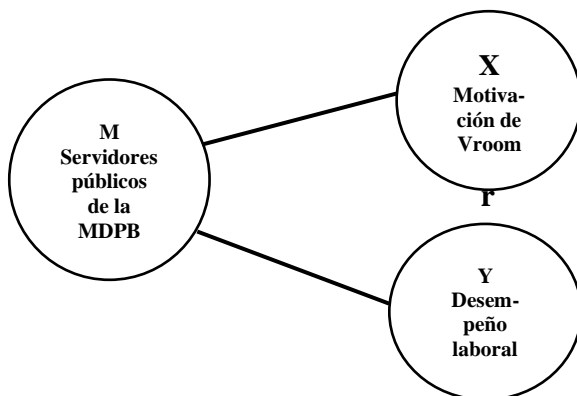 M
Servidores
públicos
de la
MDPB
X
Motiva-
ción de
Vroom
r
Y
Desem-
peño
laboral